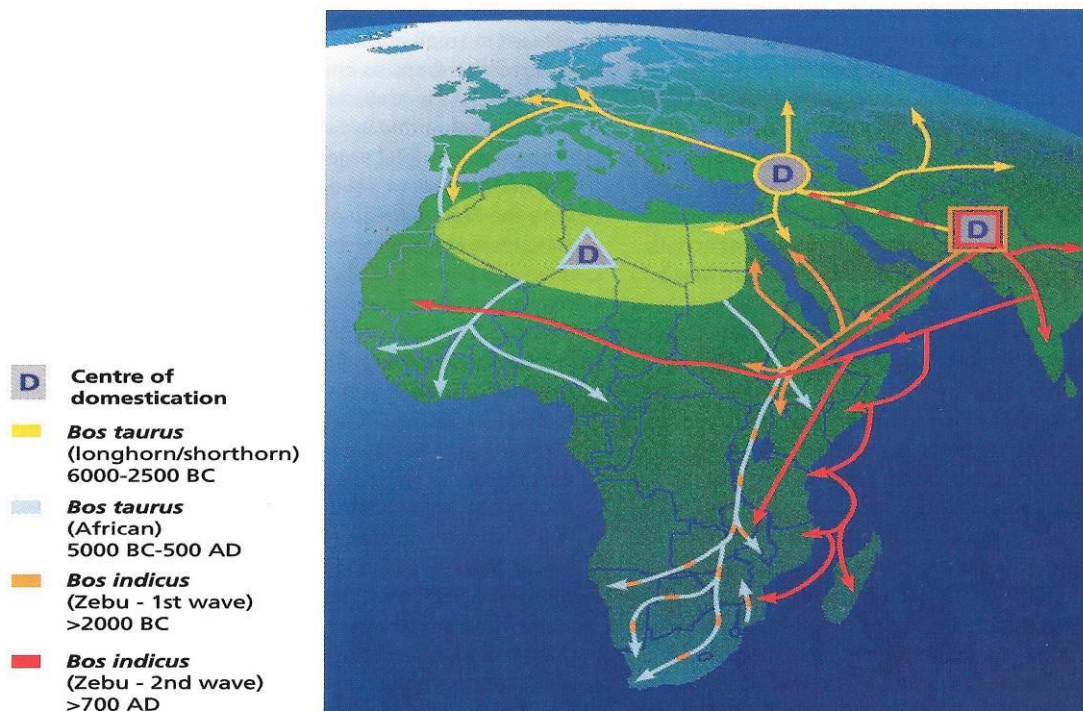 D
D
D
D
Centre of
domestication
Bos taurus
(longhorn/shorthorn)
6000-2500 BC
Bos taurus
(African)
5000 BC-500 AD
Bos indicus
(Zebu - 1st wave)
>2000 BC
Bos indicus
(Zebu - 2nd wave)
>700 AD